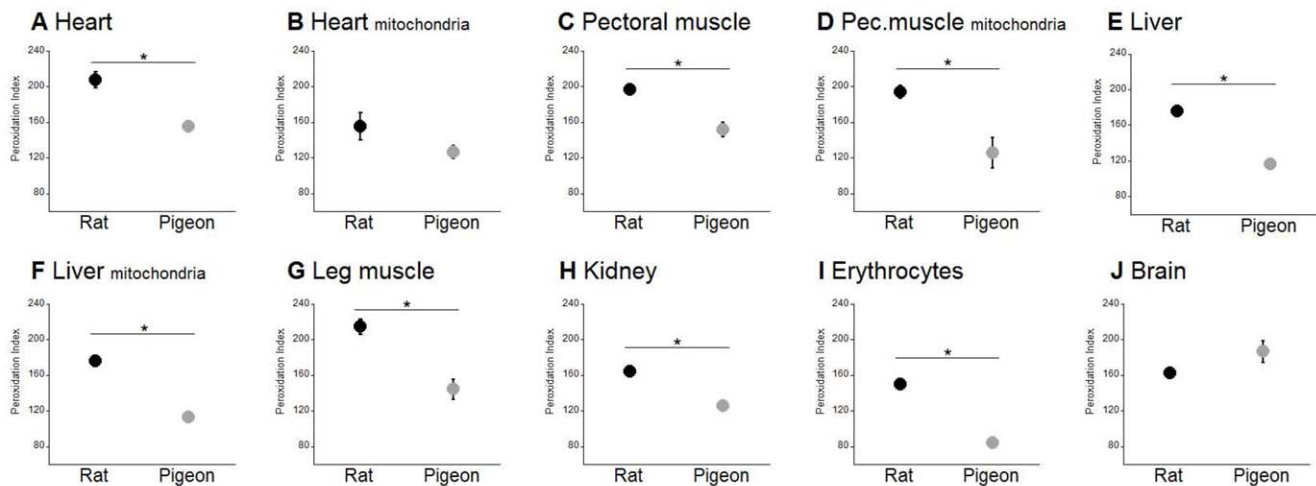 A Heart
240
200
160
120
80
Peroxidation Index
*
Rat Pigeon
B Heart mitochondria
240
200
160
120
80
Peroxidation Index
Rat Pigeon
C Pectoral muscle
240
200
160
120
80
Peroxidation Index
*
Rat Pigeon
D Pec.muscle mitochondria
240
200
160
120
80
Peroxidation Index
*
Rat Pigeon
E Liver
240
200
160
120
80
Peroxidation Index
*
Rat Pigeon
F Liver mitochondria
240
200
160
120
80
Peroxidation Index
*
Rat Pigeon
G Leg muscle
240
200
160
120
80
Peroxidation Index
*
Rat Pigeon
H Kidney
240
200
160
120
80
Peroxidation Index
*
Rat Pigeon
I Erythrocytes
240
200
160
120
80
Peroxidation Index
*
Rat Pigeon
J Brain
240
200
160
120
80
Peroxidation Index
Rat Pigeon